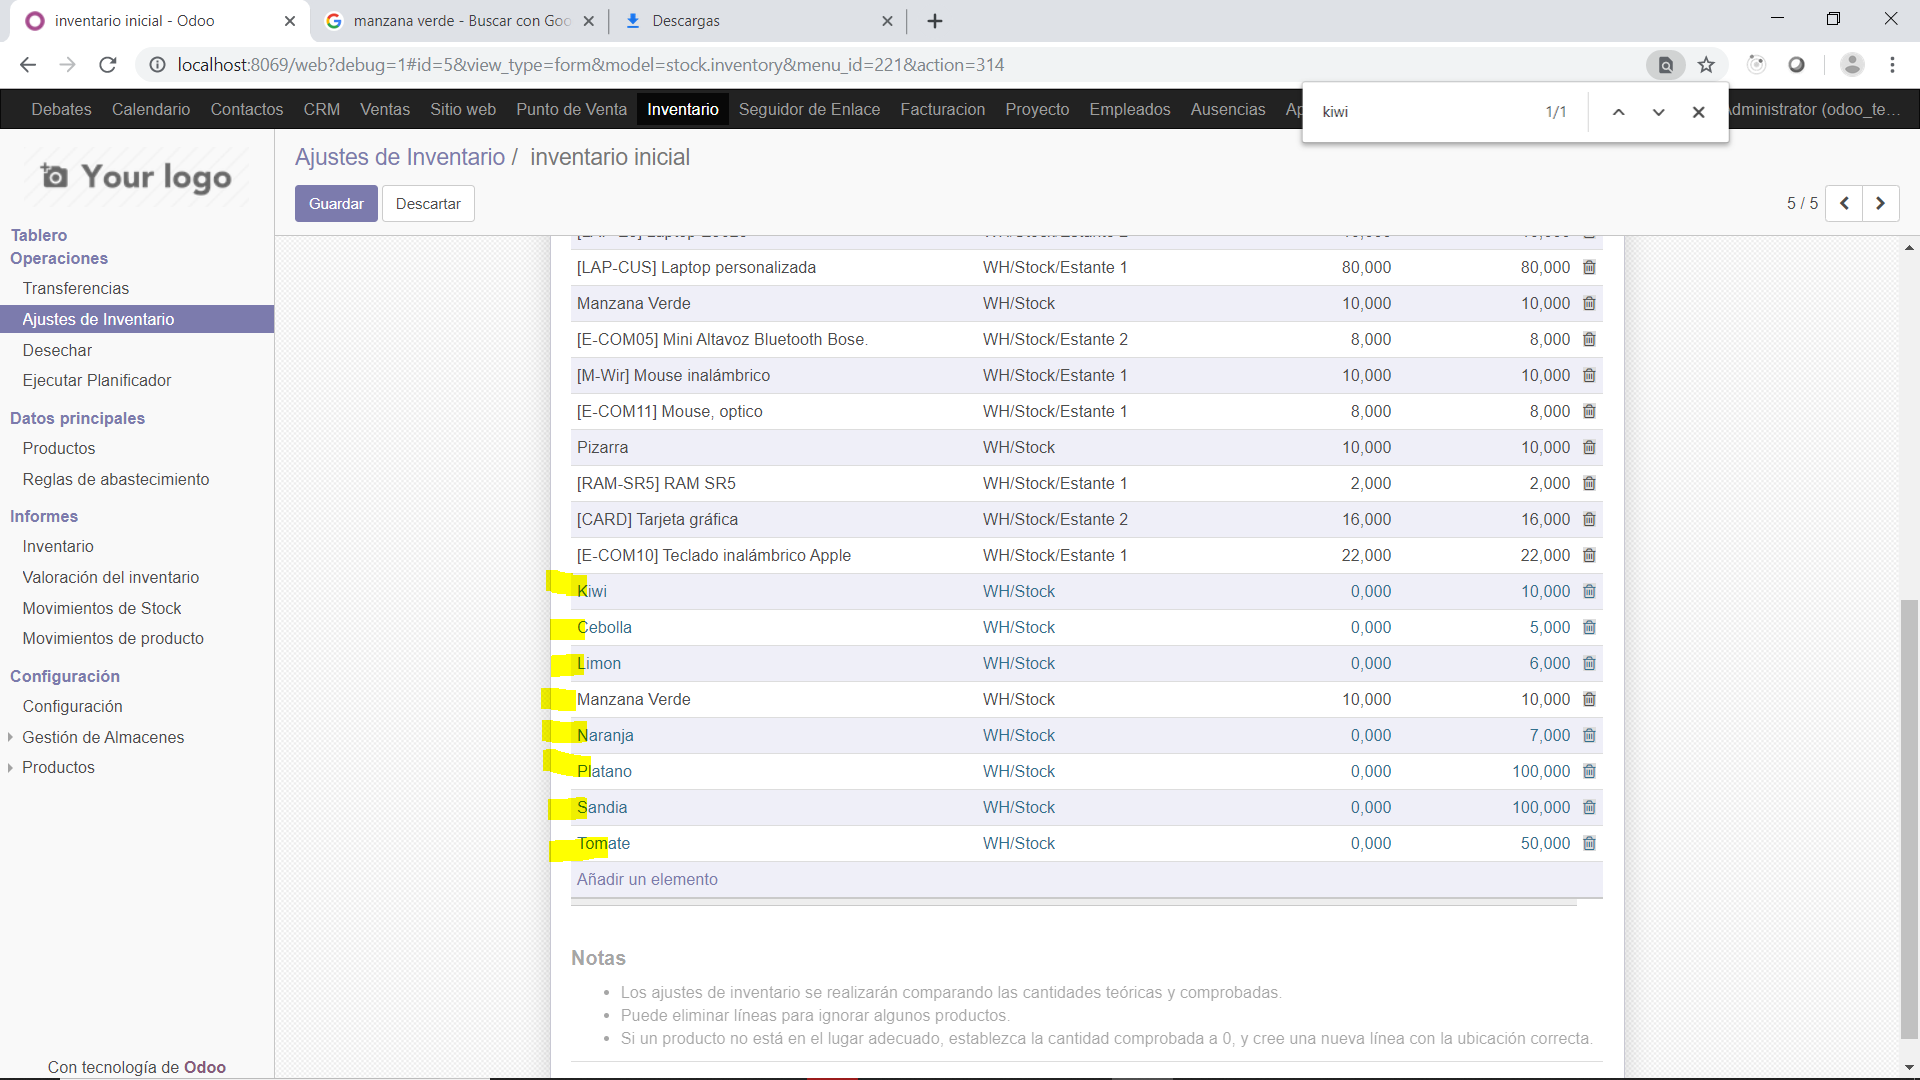 inventario inicial - Odoo
manzana verde - Buscar con Goo
Descargas
localhost:8069/web?debug=1#id=5&view_type=form&model=stock.inventory&menu_id=221&action=314
Debates Calendario Contactos CRM Ventas Sitio web Punto de Venta Inventario Seguidor de Enlace Facturacion Proyecto Empleados Ausencias Ap
kiwi 1/1
dministrator (odoo_te...
Your logo
Ajustes de Inventario / inventario inicial
Guardar Descartar
5 / 5
Tablero
Operaciones
Transferencias
Ajustes de Inventario
Desechar
Ejecutar Planificador
Datos principales
Productos
Reglas de abastecimiento
Informes
Inventario
Valoración del inventario
Movimientos de Stock
Movimientos de producto
Configuración
Configuración
Gestión de Almacenes
Productos
Con tecnología de Odoo
[LAP-CUS] Laptop personalizada WH/Stock/Estante 1 80,000 80,000
Manzana Verde WH/Stock 10,000 10,000
[E-COM05] Mini Altavoz Bluetooth Bose. WH/Stock/Estante 2 8,000 8,000
[M-Wir] Mouse inalámbrico WH/Stock/Estante 1 10,000 10,000
[E-COM11] Mouse, optico WH/Stock/Estante 1 8,000 8,000
Pizarra WH/Stock 10,000 10,000
[RAM-SR5] RAM SR5 WH/Stock/Estante 1 2,000 2,000
[CARD] Tarjeta gráfica WH/Stock/Estante 2 16,000 16,000
[E-COM10] Teclado inalámbrico Apple WH/Stock/Estante 1 22,000 22,000
Kiwi WH/Stock 0,000 10,000
Cebolla WH/Stock 0,000 5,000
Limon WH/Stock 0,000 6,000
Manzana Verde WH/Stock 10,000 10,000
Naranja WH/Stock 0,000 7,000
Platano WH/Stock 0,000 100,000
Sandia WH/Stock 0,000 100,000
Tomate WH/Stock 0,000 50,000
Añadir un elemento
Notas
• Los ajustes de inventario se realizarán comparando las cantidades teóricas y comprobadas.
• Puede eliminar líneas para ignorar algunos productos.
• Si un producto no está en el lugar adecuado, establezca la cantidad comprobada a 0, y cree una nueva línea con la ubicación correcta.